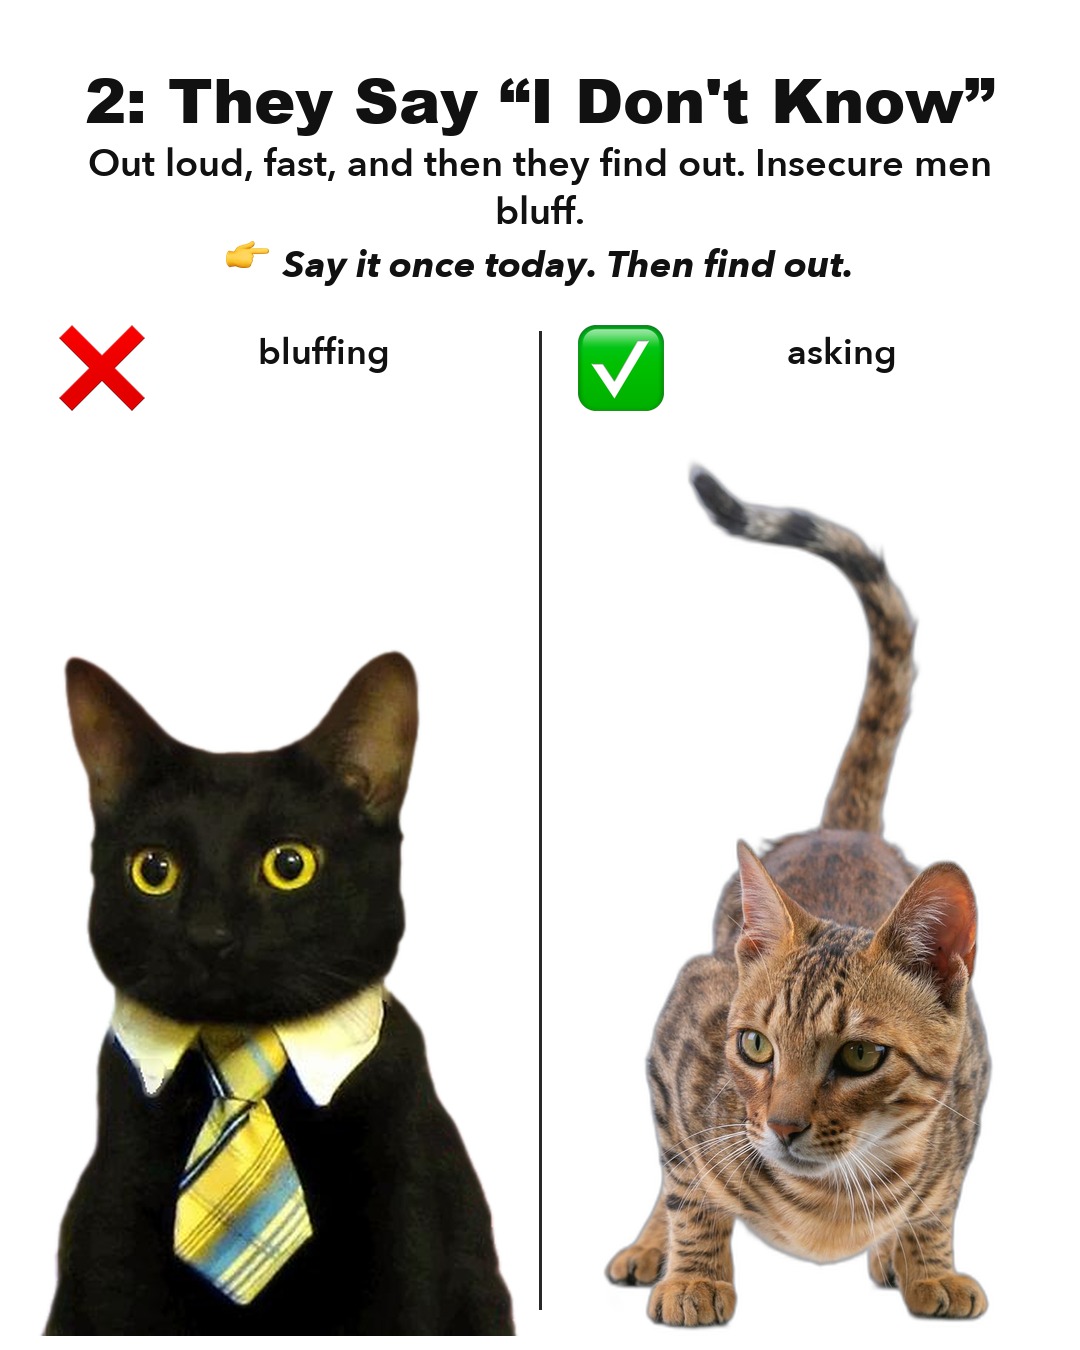 2: They Say “I Don't Know”
Out loud, fast, and then they find out. Insecure men
bluff.
👉 Say it once today. Then find out.
bluffing
asking